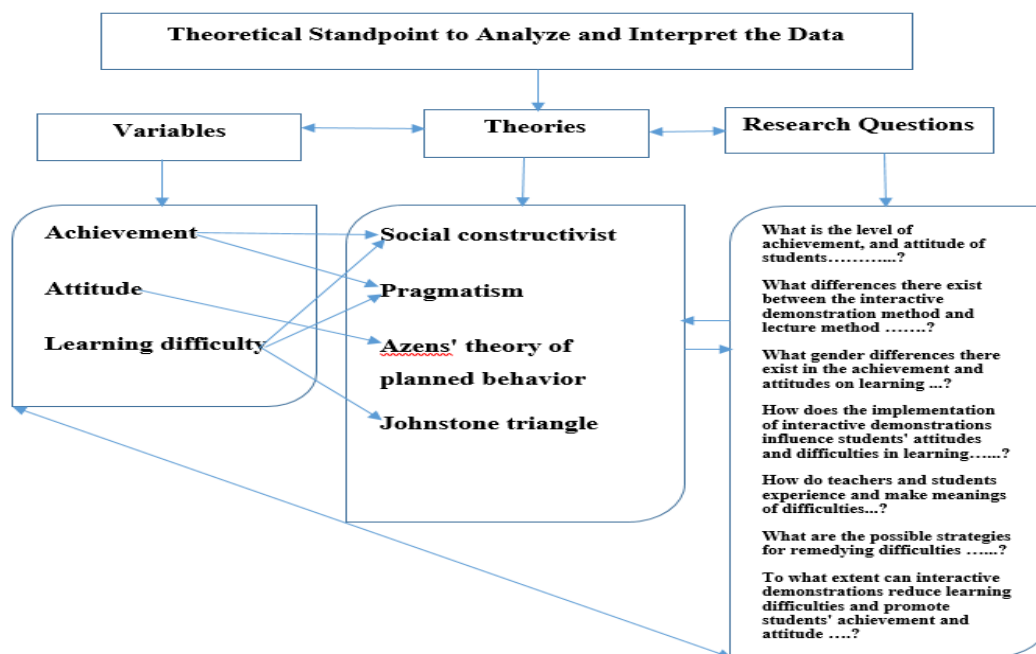 Theoretical Standpoint to Analyze and Interpret the Data
Variables
Theories
Research Questions
Achievement
Attitude
Learning difficulty
Social constructivist
Pragmatism
Azens' theory of
planned behavior
Johnstone triangle
What is the level of
achievement, and attitude of
students………...?
What differences there exist
between the interactive
demonstration method and
lecture method …….?
What gender differences there
exist in the achievement and
attitudes on learning ...?
How does the implementation
of interactive demonstrations
influence students' attitudes
and difficulties in learning…...?
How do teachers and students
experience and make meanings
of difficulties...?
What are the possible strategies
for remedying difficulties …...?
To what extent can interactive
demonstrations reduce learning
difficulties and promote
students' achievement and
attitude ….?